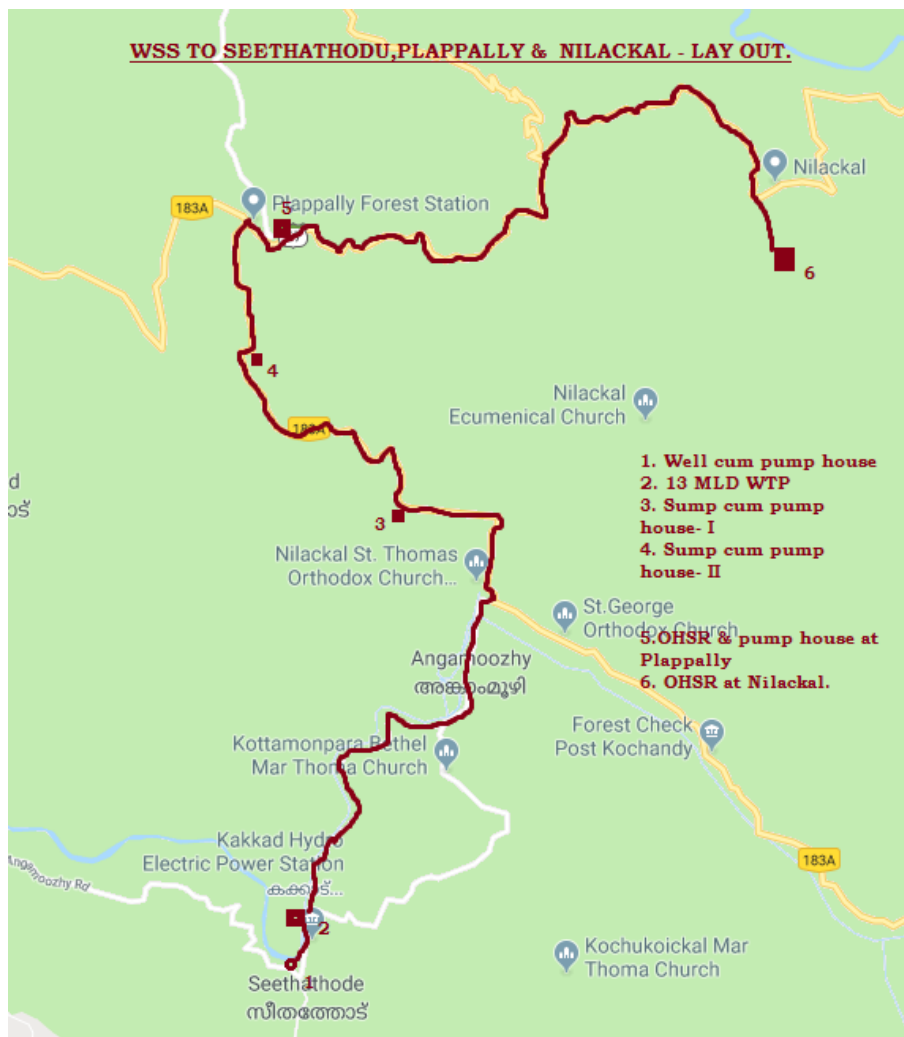 WSS TO SEETHATHODU,PLAPPALLY & NILACKAL - LAY OUT.
Nilackal
183A
Plappally Forest Station
5
6
4
Nilackal
Ecumenical Church
183A
1. Well cum pump house
2. 13 MLD WTP
3. Sump cum pump
house- I
4. Sump cum pump
house- II
3
Nilackal St. Thomas
Orthodox Church...
St.George
Orthodox Church
5.OHSR & pump house at
Plappally
6. OHSR at Nilackal.
Angamoozhy
അങ്ങാംമൂഴി
Forest Check
Post Kochandy
Kottamonpara Bethel
Mar Thoma Church
Kakkad Hydro
Electric Power Station
കക്കാട്...
183A
Angamoozhy Rd
2
Kochukoickal Mar
Thoma Church
Seethathode
1
സീതത്തോട്